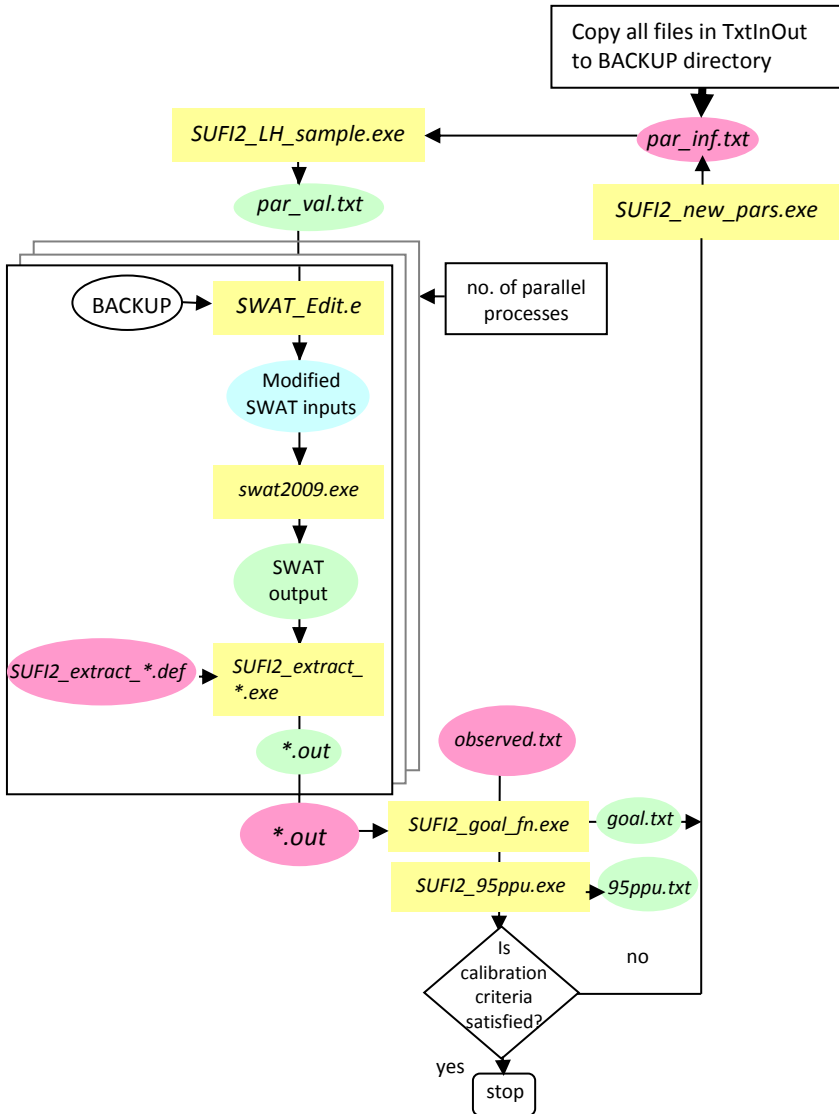 Copy all files in TxtInOut
to BACKUP directory
SUFI2_LH_sample.exe
par_inf.txt
par_val.txt
SUFI2_new_pars.exe
BACKUP
SWAT_Edit.e
no. of parallel
processes
Modified
SWAT inputs
swat2009.exe
SWAT
output
SUFI2_extract_*.def
SUFI2_extract_
*.exe
*.out
observed.txt
*.out
SUFI2_goal_fn.exe
goal.txt
SUFI2_95ppu.exe
95ppu.txt
Is
calibration
criteria
satisfied?
no
yes
stop